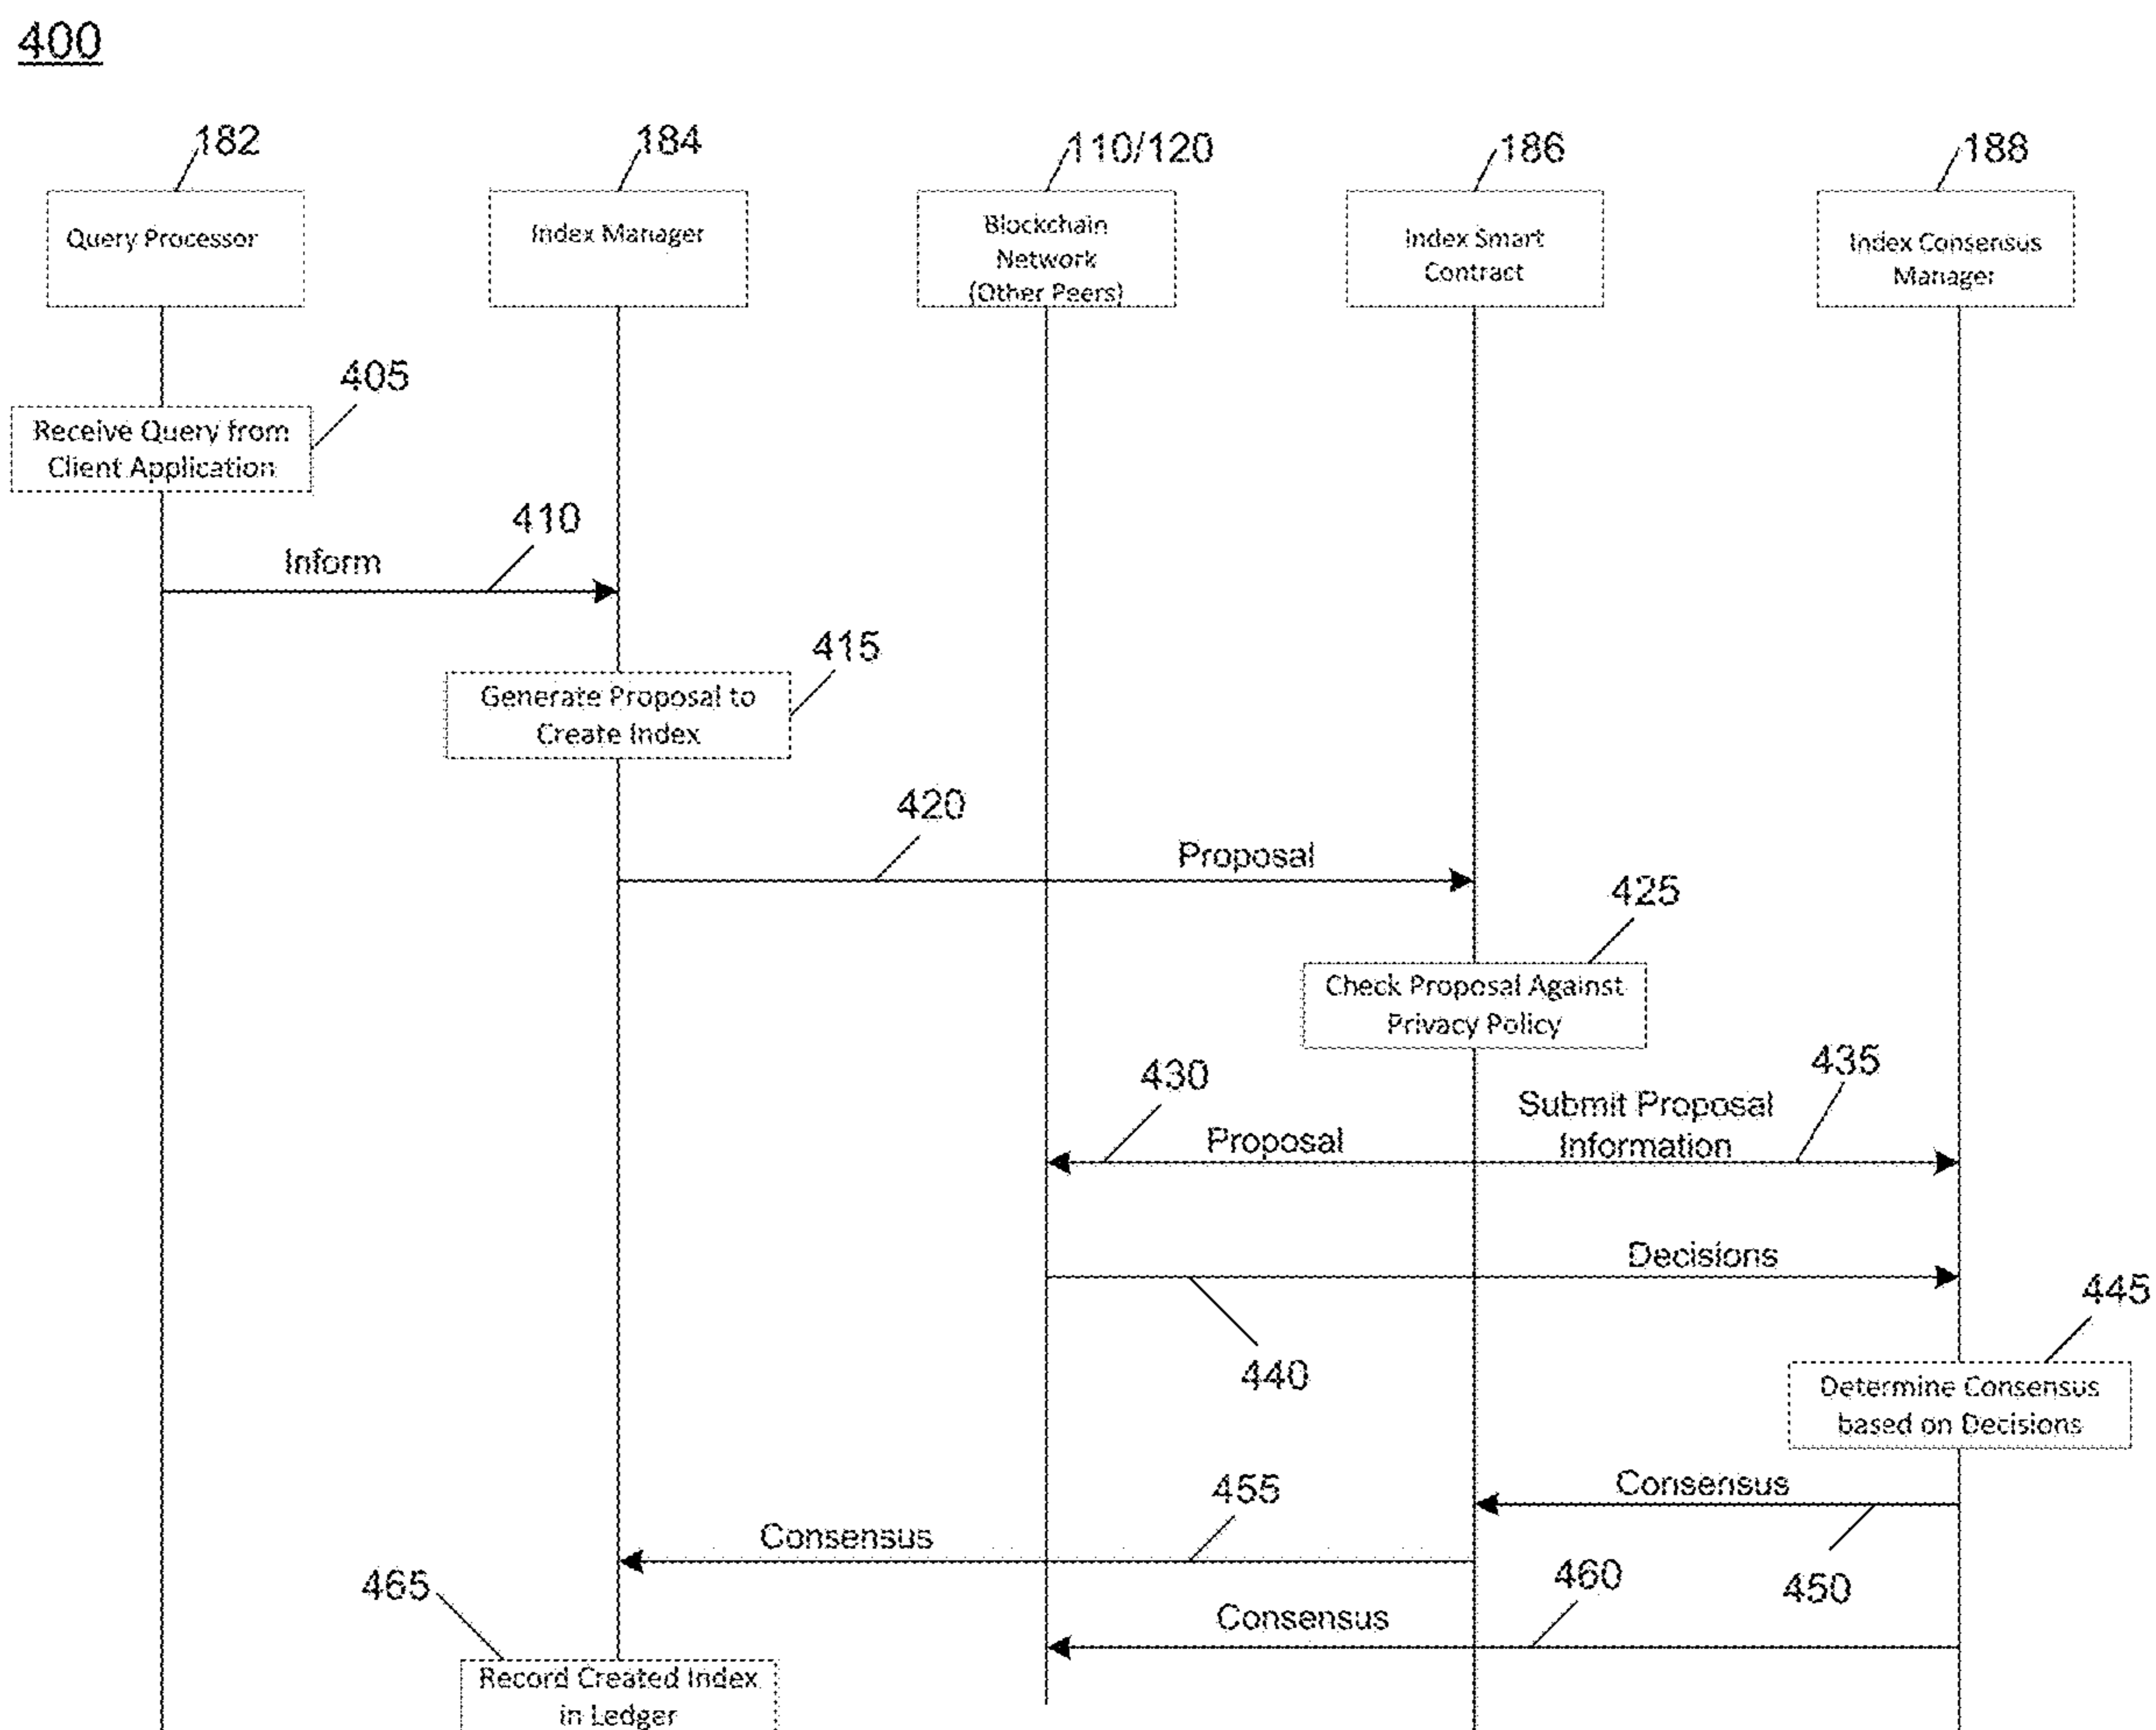 400
182
184
110/120
186
188
Query Processor
Index Manager
Blockchain
Network
(Other Peers)
Index Smart
Contract
Index Consensus
Manager
405
Receive Query from
Client Application
410
Inform
415
Generate Proposal to
Create Index
420
Proposal
425
Check Proposal Against
Privacy Policy
430
Proposal
435
Submit Proposal
Information
Decisions
440
445
Determine Consensus
based on Decisions
Consensus
450
455
Consensus
460
Consensus
465
Record Created Index
in Ledger